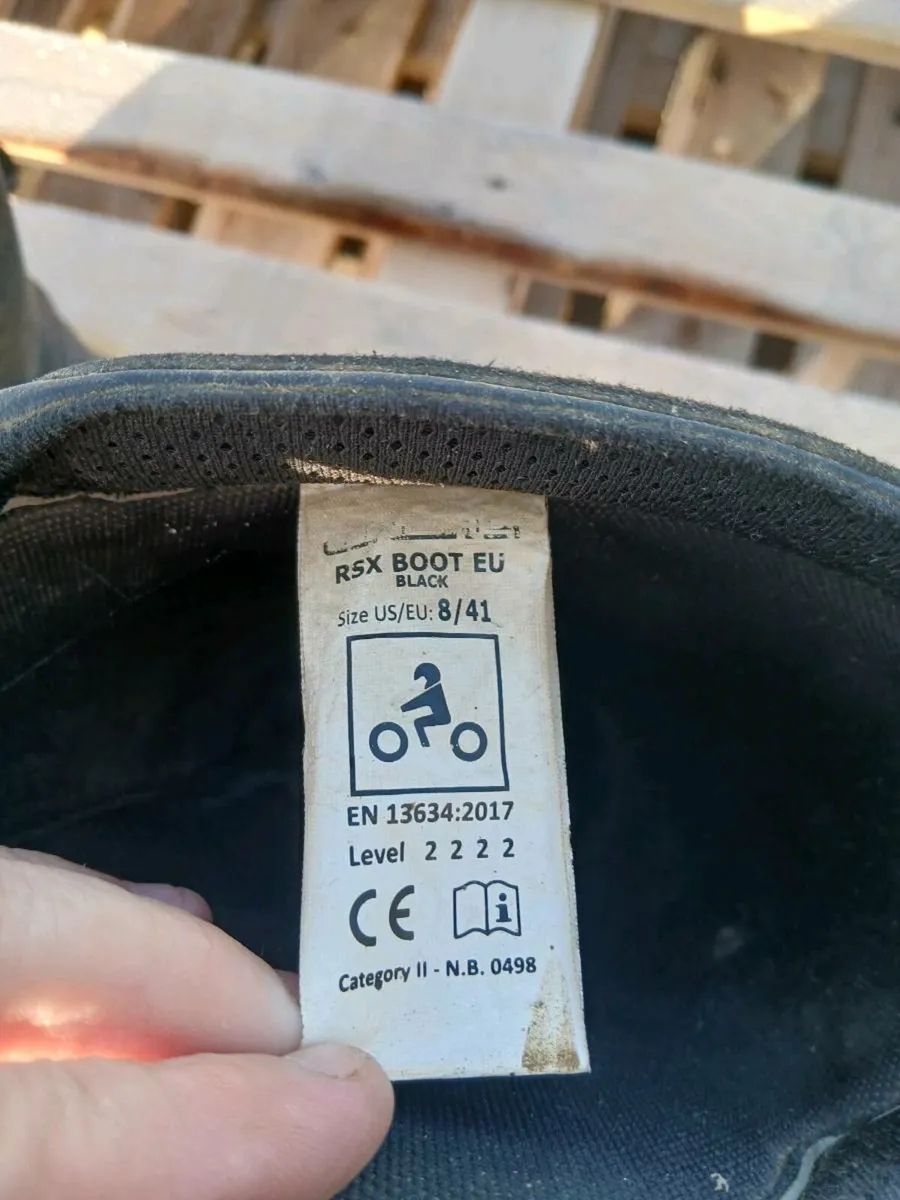 RSX BOOT EU
BLACK
Size US/EU: 8/41
EN 13634:2017
Level 2 2 2 2
CE
i
Category II - N.B. 0498